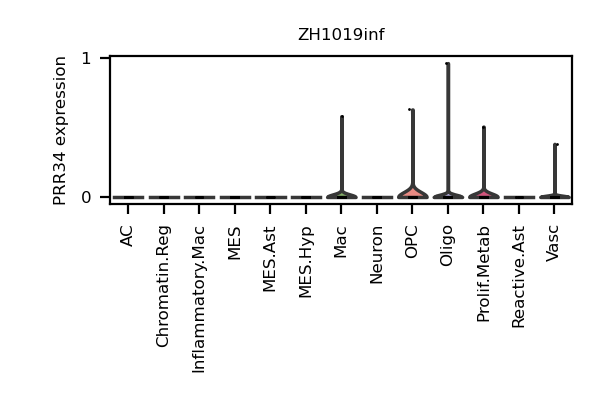 ZH1019inf
PRR34 expression
1
0
AC
Chromatin.Reg
Inflammatory.Mac
MES
MES.Ast
MES.Hyp
Mac
Neuron
OPC
Oligo
Prolif.Metab
Reactive.Ast
Vasc